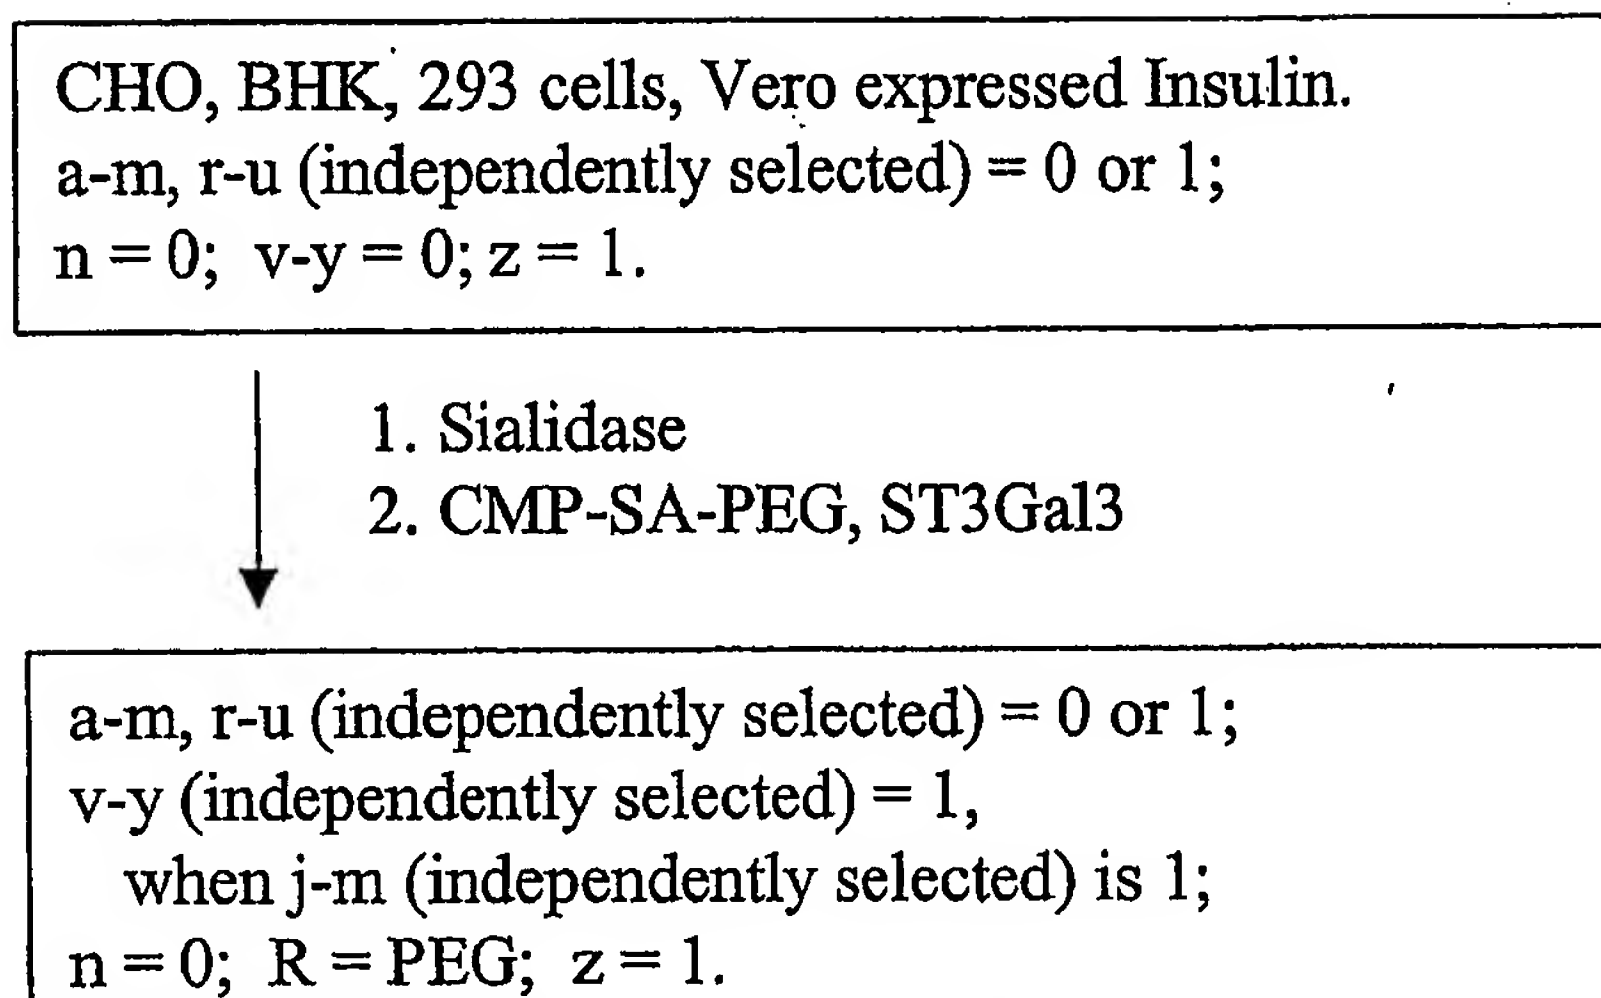 CHO, BHK, 293 cells, Vero expressed Insulin.
a-m, r-u (independently selected) = 0 or 1;
n = 0; v-y = 0; z = 1.
1. Sialidase
2. CMP-SA-PEG, ST3Gal3
a-m, r-u (independently selected) = 0 or 1;
v-y (independently selected) = 1,
when j-m (independently selected) is 1;
n = 0; R = PEG; z = 1.